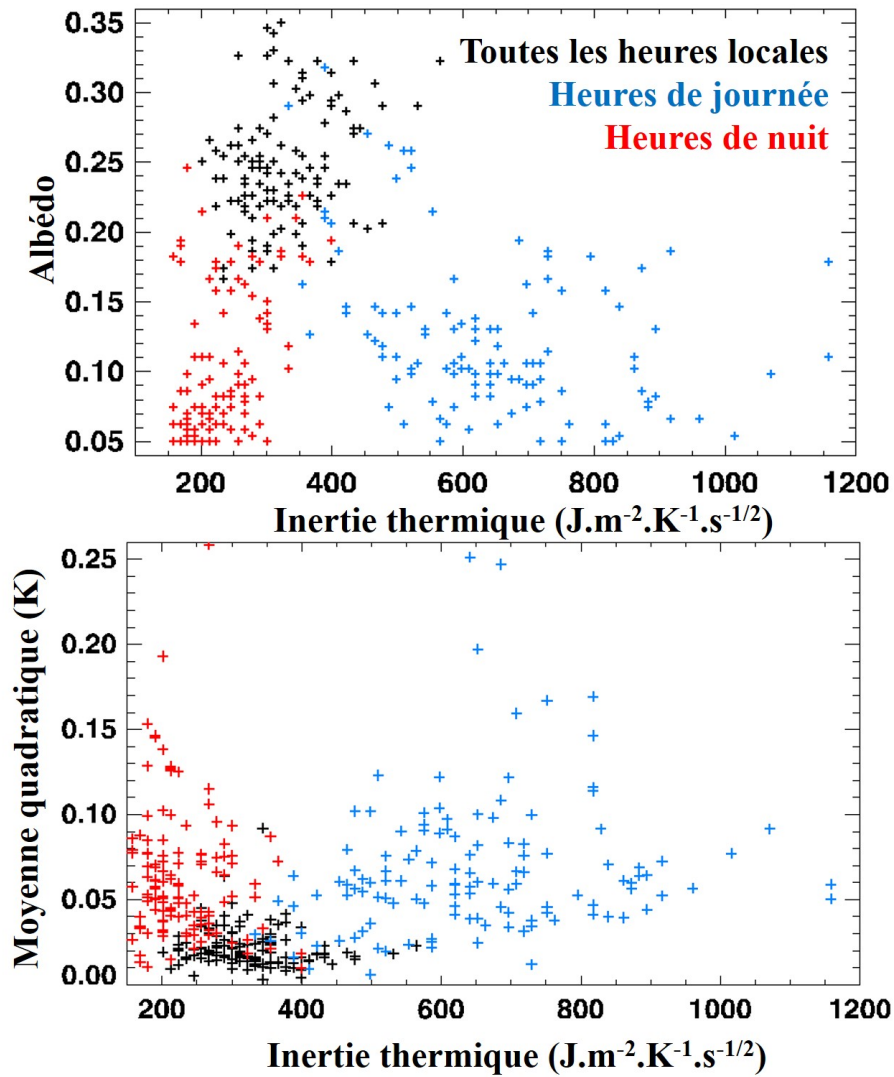 0.35
0.30
0.25
0.20
0.15
0.10
0.05
Albédo
Toutes les heures locales
Heures de journée
Heures de nuit
200 400 600 800 1000 1200
Inertie thermique (J.m⁻².K⁻¹.s⁻¹/²)
0.25
0.20
0.15
0.10
0.05
0.00
Moyenne quadratique (K)
200 400 600 800 1000 1200
Inertie thermique (J.m⁻².K⁻¹.s⁻¹/²)